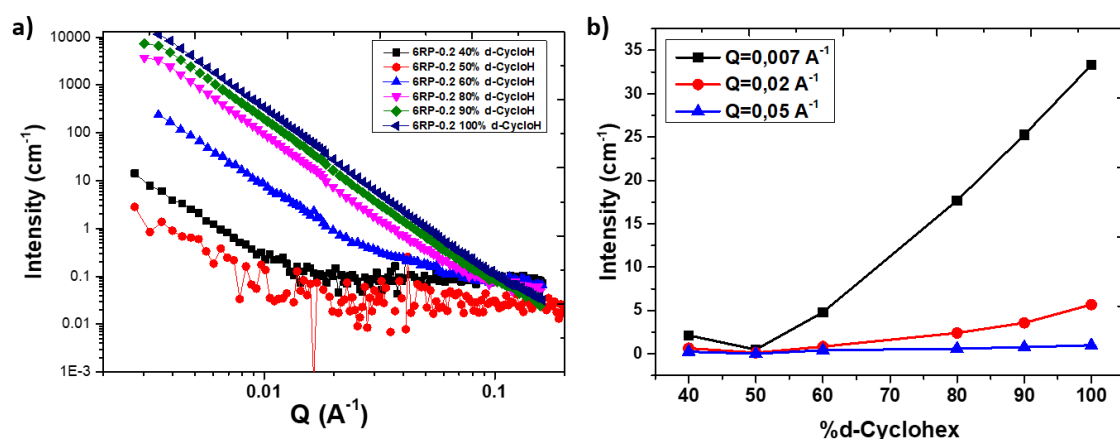 a)
10000
1000
100
10
1
0.1
0.01
1E-3
Intensity (cm⁻¹)
6RP-0.2 40% d-CycloH
6RP-0.2 50% d-CycloH
6RP-0.2 60% d-CycloH
6RP-0.2 80% d-CycloH
6RP-0.2 90% d-CycloH
6RP-0.2 100% d-CycloH
0.01
0.1
Q (A⁻¹)
b)
35
30
25
20
15
10
5
0
Intensity (cm⁻¹)
Q=0,007 A⁻¹
Q=0,02 A⁻¹
Q=0,05 A⁻¹
40 50 60 70 80 90 100
%d-Cyclohex